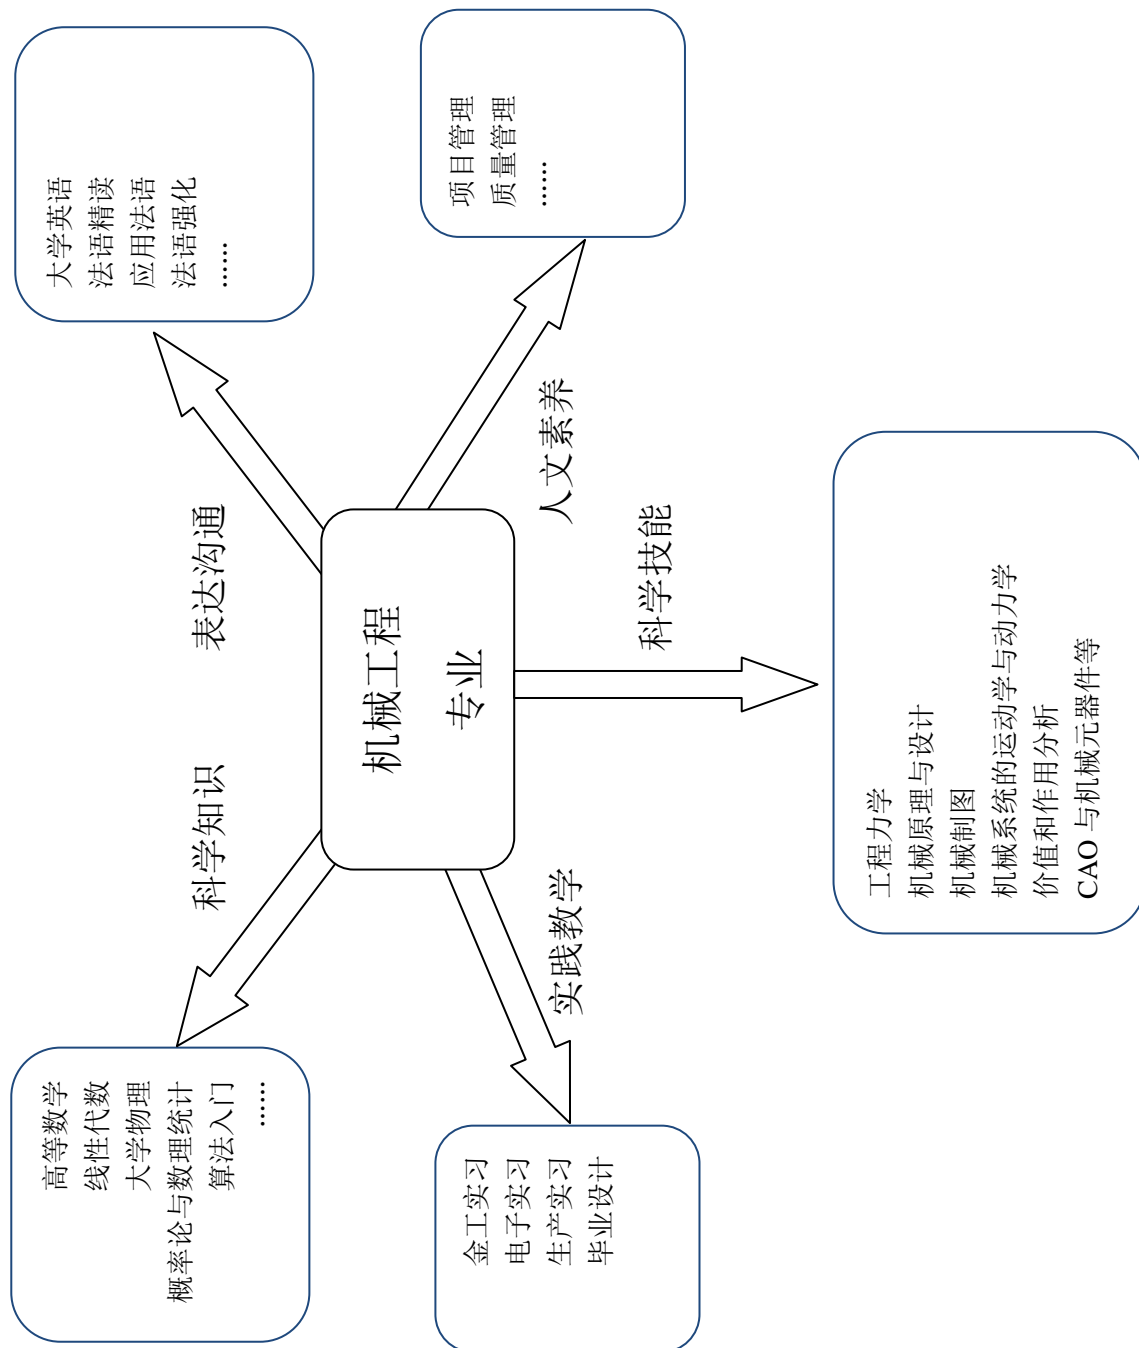 高等数学
线性代数
大学物理
概率论与数理统计
算法入门
……
科学知识
表达沟通
大学英语
法语精读
应用法语
法语强化
……
机械工程
专业
金工实习
电子实习
生产实习
毕业设计
实践教学
人文素养
项目管理
质量管理
……
科学技能
工程力学
机械原理与设计
机械制图
机械系统的运动学与动力学
价值和作用分析
CAO 与机械元器件等